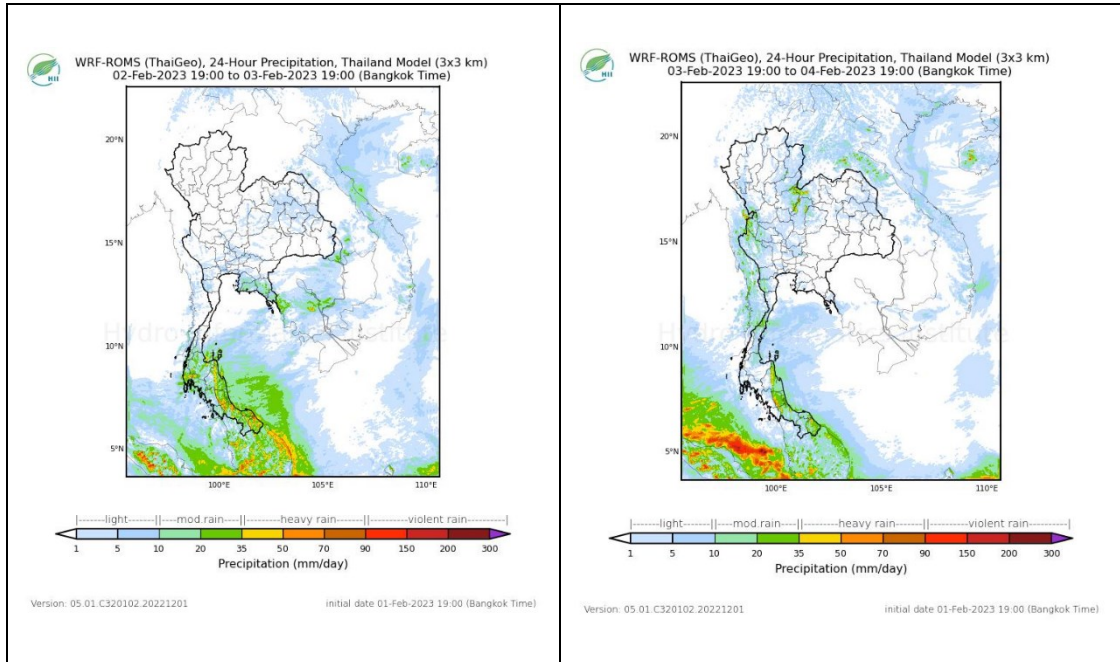 HII
WRF-ROMS (ThaiGeo), 24-Hour Precipitation, Thailand Model (3x3 km)
02-Feb-2023 19:00 to 03-Feb-2023 19:00 (Bangkok Time)
20°N
15°N
10°N
5°N
100°E 105°E 110°E
|-------light-------||----mod.rain----||--------heavy rain-------||---------violent rain---------|
1 5 10 20 35 50 70 90 150 200 300
Precipitation (mm/day)
Version: 05.01.C320102.20221201 initial date 01-Feb-2023 19:00 (Bangkok Time)
HII
WRF-ROMS (ThaiGeo), 24-Hour Precipitation, Thailand Model (3x3 km)
03-Feb-2023 19:00 to 04-Feb-2023 19:00 (Bangkok Time)
20°N
15°N
10°N
5°N
100°E 105°E 110°E
|-------light-------||----mod.rain----||--------heavy rain-------||---------violent rain---------|
1 5 10 20 35 50 70 90 150 200 300
Precipitation (mm/day)
Version: 05.01.C320102.20221201 initial date 01-Feb-2023 19:00 (Bangkok Time)